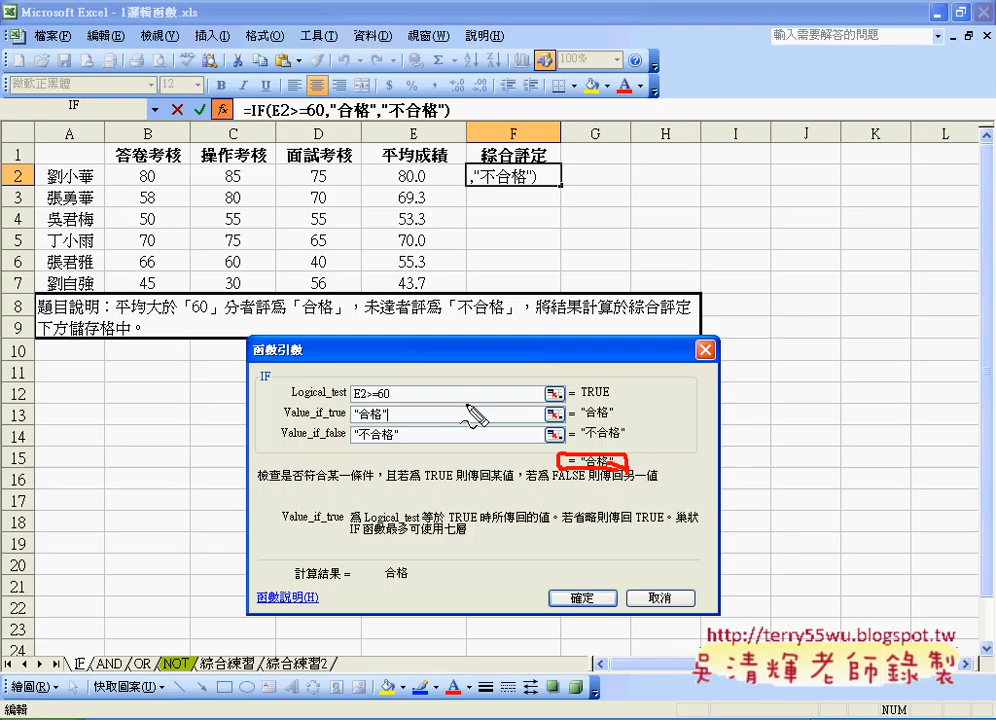 Microsoft Excel - 1邏輯函數.xls
檔案(F) 編輯(E) 檢視(V) 插入(I) 格式(O) 工具(T) 資料(D) 視窗(W) 說明(H) 輸入需要解答的問題
100%
微軟正黑體 12 B I U $ % ,
IF =IF(E2>=60,"合格","不合格")
A B C D E F G H I J K L
1 答卷考核 操作考核 面試考核 平均成績 綜合評定
2 劉小華 80 85 75 80.0 ,"不合格")
3 張勇華 58 80 70 69.3
4 吳君梅 50 55 55 53.3
5 丁小雨 70 75 65 70.0
6 張君雅 66 60 40 55.3
7 劉自強 45 30 56 43.7
8 題目說明：平均大於「60」分者評為「合格」，未達者評為「不合格」，將結果計算於綜合評定
9 下方儲存格中。
10
11
12
13
14
15
16
17
18
19
20
21
22
23
24
函數引數
IF
Logical_test E2>=60 = TRUE
Value_if_true "合格" = "合格"
Value_if_false "不合格" = "不合格"
= "合格"
檢查是否符合某一條件，且若為 TRUE 則傳回某值，若為 FALSE 則傳回另一值
Value_if_true 為 Logical_test 等於 TRUE 時所傳回的值。若省略則傳回 TRUE。巢狀
IF 函數最多可使用七層
計算結果 = 合格
函數說明(H) 確定 取消
http://terry55wu.blogspot.tw
吳清輝老師錄製
IF AND OR NOT 綜合練習 綜合練習2
繪圖(R) 快取圖案(U)
編輯 NUM